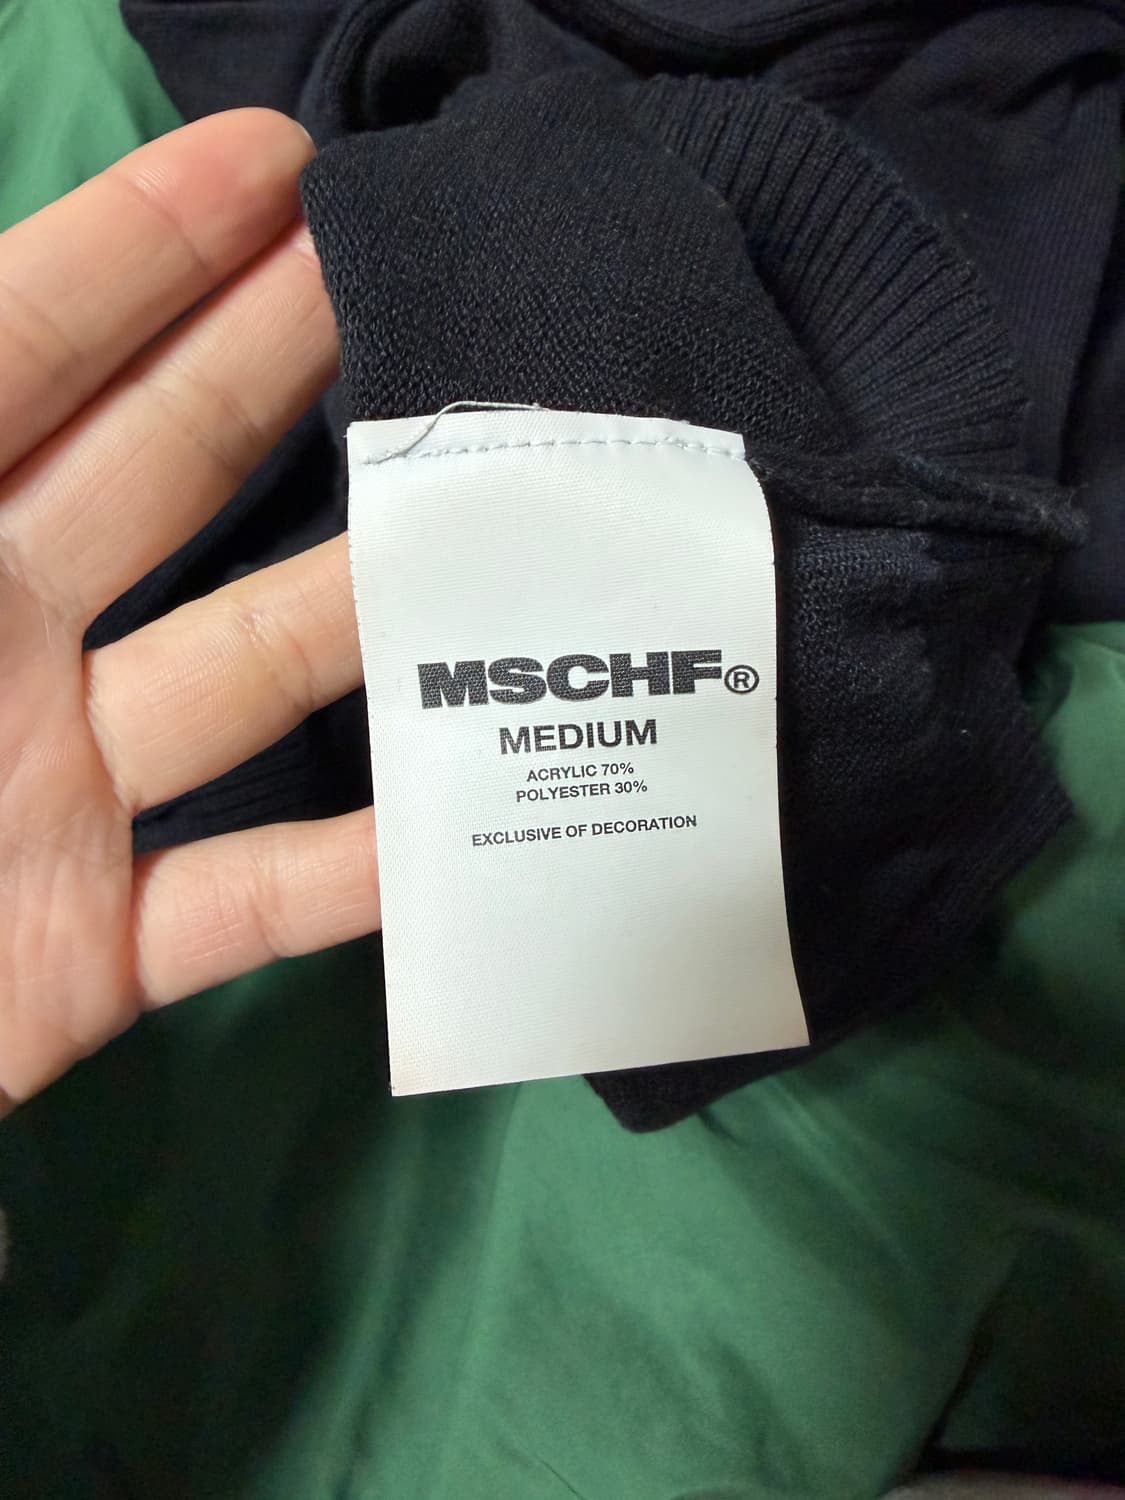 MSCHF®
MEDIUM
ACRYLIC 70%
POLYESTER 30%
EXCLUSIVE OF DECORATION